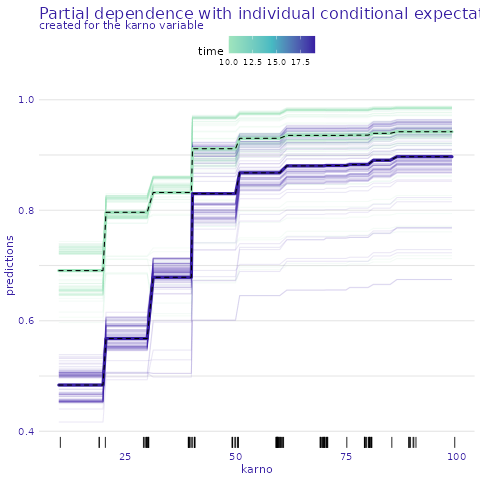 Partial dependence with individual conditional expectat
created for the karno variable
time
10.0 12.5 15.0 17.5
1.0
0.8
0.6
0.4
predictions
25 50 75 100
karno